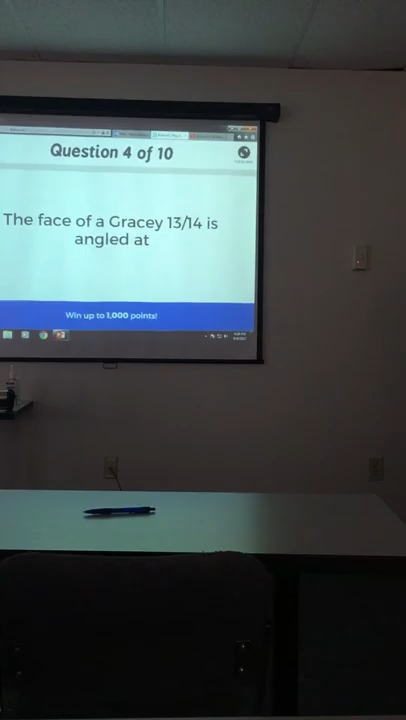 Question 4 of 10
The face of a Gracey 13/14 is
angled at
Win up to 1,000 points!